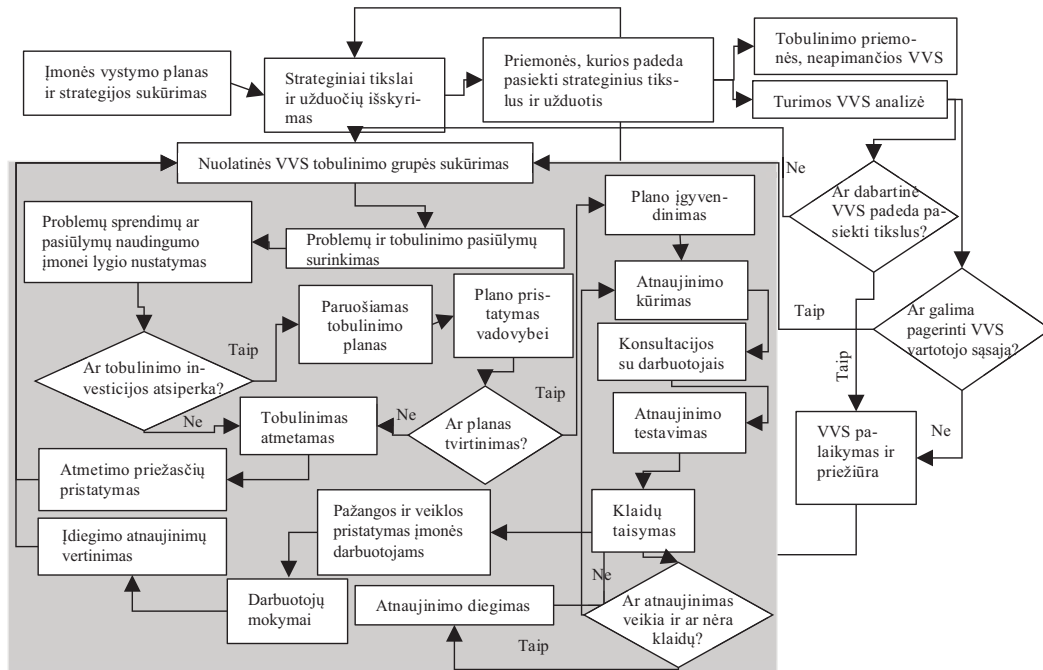 Įmonės vystymo planas
ir strategijos sukūrimas
Strateginiai tikslai
ir užduočių išskyri-
mas
Priemonės, kurios padeda
pasiekti strateginius tiks-
lus ir užduotis
Tobulinimo priemo-
nės, neapimančios VVS
Turimos VVS analizė
Nuolatinės VVS tobulinimo grupės sukūrimas
Ne
Ar dabartinė
VVS padeda pa-
siekti tikslus?
Plano įgyven-
dinimas
Problemų sprendimų ar
pasiūlymų naudingumo
įmonei lygio nustatymas
Problemų ir tobulinimo pasiūlymų
surinkimas
Atnaujinimo
kūrimas
Paruošiamas
tobulinimo
planas
Plano pris-
tatymas
vadovybei
Taip
Ar galima
pagerinti VVS
vartotojo sąsają?
Taip
Konsultacijos
su darbuotojais
Taip
Ar tobulinimo in-
vesticijos atsiperka?
Taip
Ne
Tobulinimas
atmetamas
Ne
Ar planas
tvirtinimas?
Atnaujinimo
testavimas
Ne
VVS pa-
laikymas ir
priežiūra
Atmetimo priežasčių
pristatymas
Pažangos ir veiklos
pristatymas įmonės
darbuotojams
Klaidų
taisymas
Įdiegimo atnaujinimų
vertinimas
Ne
Darbuotojų
mokymai
Atnaujinimo diegimas
Ar atnaujinimas
veikia ir ar nėra
klaidų?
Taip